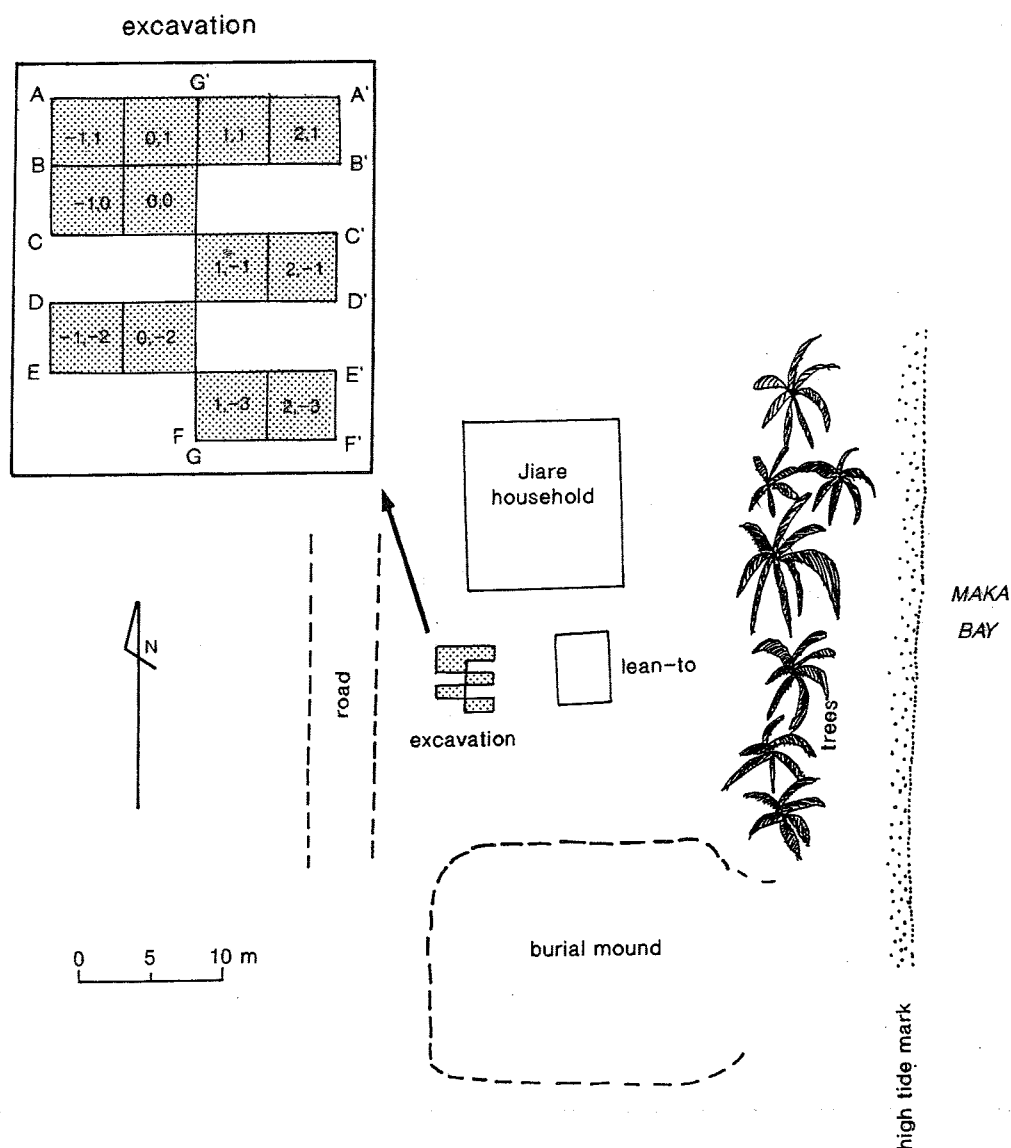 excavation
G'
A
A'
-1,1
0,1
1,1
2,1
B
B'
-1,0
0,0
C
C'
1,-1
2,-1
D
D'
-1,-2
0,-2
E
E'
1,-3
2,-3
F
F'
G
Jiare
household
MAKA
BAY
N
road
lean-to
trees
excavation
burial mound
0 5 10 m
high tide mark